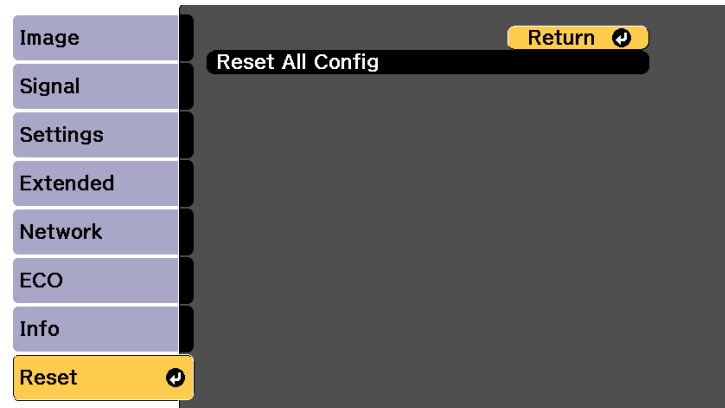 Image
Signal
Settings
Extended
Network
ECO
Info
Reset
Return
Reset All Config